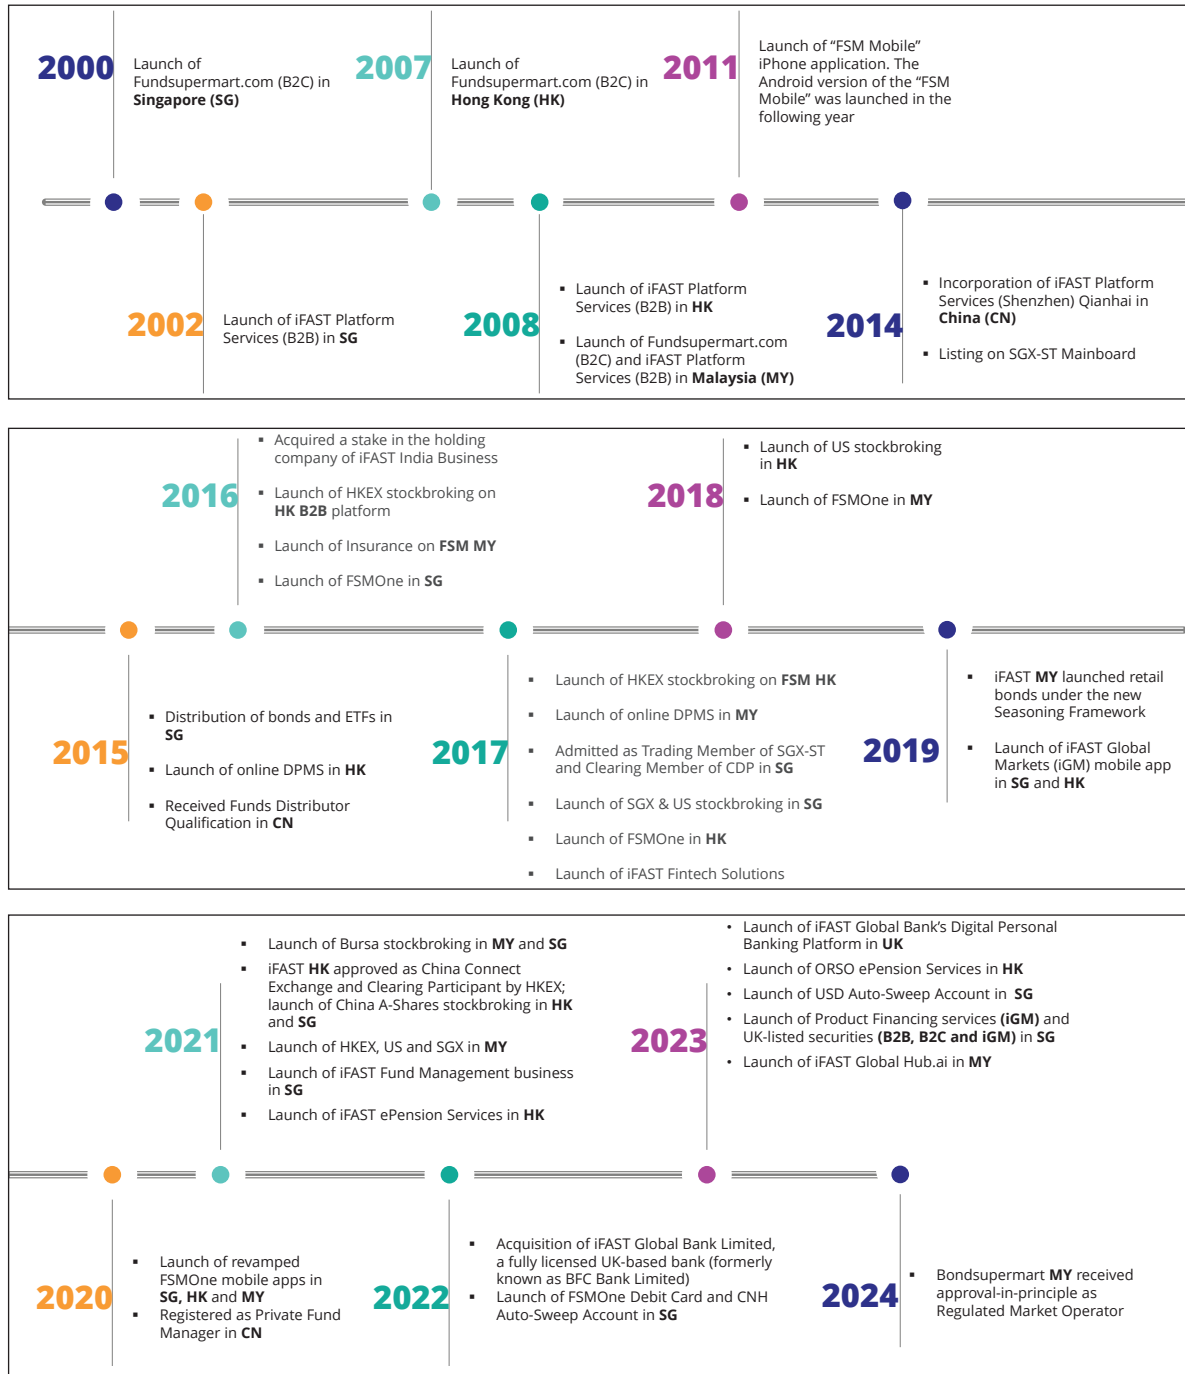 2000
Launch of
Fundsupermart.com (B2C) in
Singapore (SG)
2007
Launch of
Fundsupermart.com (B2C) in
Hong Kong (HK)
2011
Launch of “FSM Mobile”
iPhone application. The
Android version of the “FSM
Mobile” was launched in the
following year
2002
Launch of iFAST Platform
Services (B2B) in SG
2008
▪ Launch of iFAST Platform
Services (B2B) in HK
▪ Launch of Fundsupermart.com
(B2C) and iFAST Platform
Services (B2B) in Malaysia (MY)
2014
▪ Incorporation of iFAST Platform
Services (Shenzhen) Qianhai in
China (CN)
▪ Listing on SGX-ST Mainboard
2016
▪ Acquired a stake in the holding
company of iFAST India Business
▪ Launch of HKEX stockbroking on
HK B2B platform
▪ Launch of Insurance on FSM MY
▪ Launch of FSMOne in SG
2018
▪ Launch of US stockbroking
in HK
▪ Launch of FSMOne in MY
2015
▪ Distribution of bonds and ETFs in
SG
▪ Launch of online DPMS in HK
▪ Received Funds Distributor
Qualification in CN
2017
▪ Launch of HKEX stockbroking on FSM HK
▪ Launch of online DPMS in MY
▪ Admitted as Trading Member of SGX-ST
and Clearing Member of CDP in SG
▪ Launch of SGX & US stockbroking in SG
▪ Launch of FSMOne in HK
▪ Launch of iFAST Fintech Solutions
2019
▪ iFAST MY launched retail
bonds under the new
Seasoning Framework
▪ Launch of iFAST Global
Markets (iGM) mobile app
in SG and HK
2021
▪ Launch of Bursa stockbroking in MY and SG
▪ iFAST HK approved as China Connect
Exchange and Clearing Participant by HKEX;
launch of China A-Shares stockbroking in HK
and SG
▪ Launch of HKEX, US and SGX in MY
▪ Launch of iFAST Fund Management business
in SG
▪ Launch of iFAST ePension Services in HK
2023
• Launch of iFAST Global Bank’s Digital Personal
Banking Platform in UK
• Launch of ORSO ePension Services in HK
• Launch of USD Auto-Sweep Account in SG
• Launch of Product Financing services (iGM) and
UK-listed securities (B2B, B2C and iGM) in SG
• Launch of iFAST Global Hub.ai in MY
2020
▪ Launch of revamped
FSMOne mobile apps in
SG, HK and MY
▪ Registered as Private Fund
Manager in CN
2022
▪ Acquisition of iFAST Global Bank Limited,
a fully licensed UK-based bank (formerly
known as BFC Bank Limited)
▪ Launch of FSMOne Debit Card and CNH
Auto-Sweep Account in SG
2024
▪ Bondsupermart MY received
approval-in-principle as
Regulated Market Operator